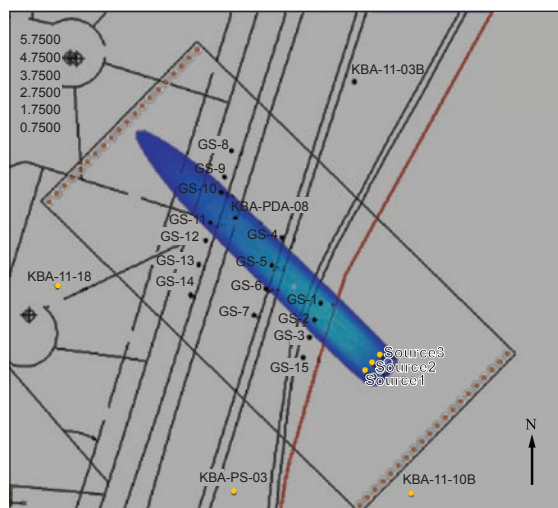 5.7500
4.7500
3.7500
2.7500
1.7500
0.7500
KBA-11-03B
GS-8
GS-9
GS-10
KBA-PDA-08
GS-11
GS-4
GS-12
GS-13
GS-5
KBA-11-18
GS-14
GS-6
GS-1
GS-7
GS-2
GS-3
Source3
GS-15
Source2
Source1
N
KBA-PS-03
KBA-11-10B